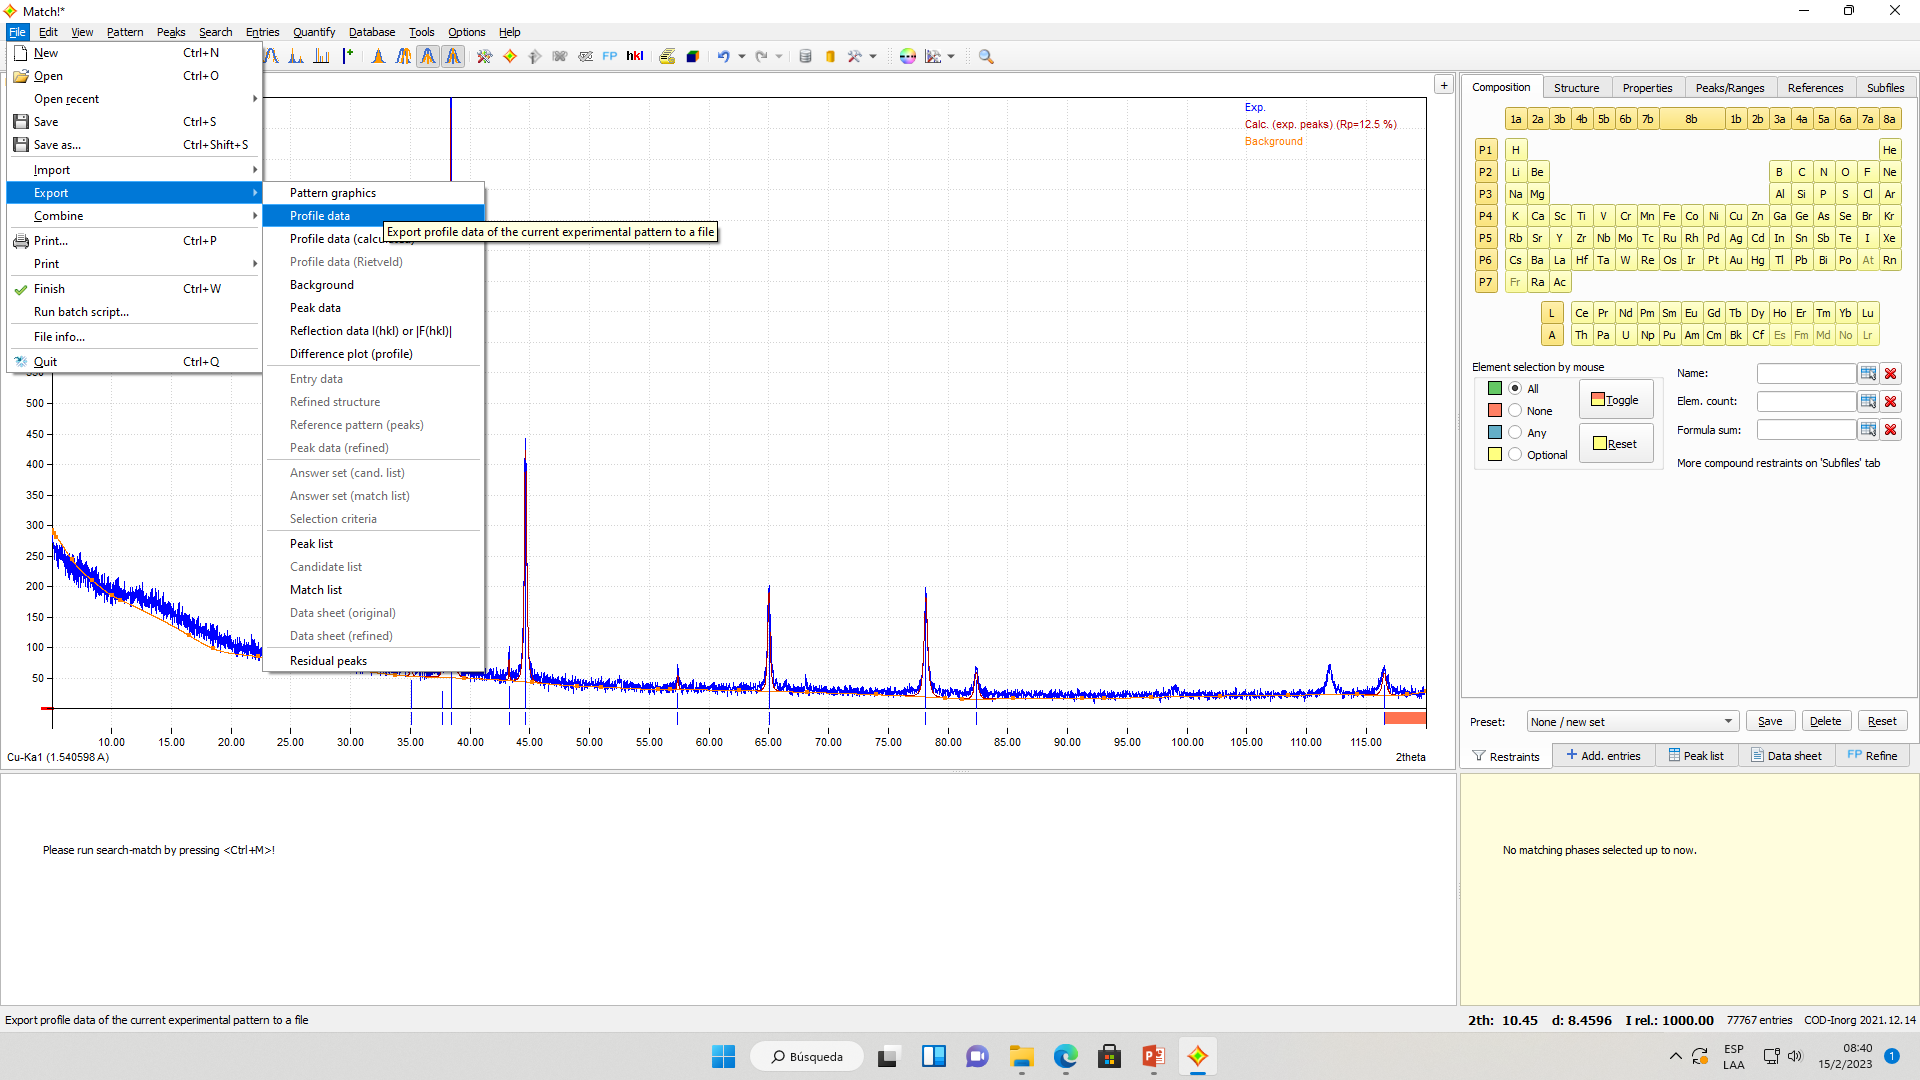 Match!*
File Edit View Pattern Peaks Search Entries Quantify Database Tools Options Help
New Ctrl+N
Open Ctrl+O
Open recent
Save Ctrl+S
Save as... Ctrl+Shift+S
Import
Export
Combine
Print... Ctrl+P
Print
Finish Ctrl+W
Run batch script...
File info...
Quit Ctrl+Q
FP hkl
Pattern graphics
Profile data
Export profile data of the current experimental pattern to a file
Profile data (calculated)
Profile data (Rietveld)
Background
Peak data
Reflection data I(hkl) or |F(hkl)|
Difference plot (profile)
Entry data
Refined structure
Reference pattern (peaks)
Peak data (refined)
Answer set (cand. list)
Answer set (match list)
Selection criteria
Peak list
Candidate list
Match list
Data sheet (original)
Data sheet (refined)
Residual peaks
+
Exp.
Calc. (exp. peaks) (Rp=12.5 %)
Background
500
450
400
350
300
250
200
150
100
50
10.00 15.00 20.00 25.00 30.00 35.00 40.00 45.00 50.00 55.00 60.00 65.00 70.00 75.00 80.00 85.00 90.00 95.00 100.00 105.00 110.00 115.00
Cu-Ka1 (1.540598 A) 2theta
Composition Structure Properties Peaks/Ranges References Subfiles
1a 2a 3b 4b 5b 6b 7b 8b 1b 2b 3a 4a 5a 6a 7a 8a
P1 H He
P2 Li Be B C N O F Ne
P3 Na Mg Al Si P S Cl Ar
P4 K Ca Sc Ti V Cr Mn Fe Co Ni Cu Zn Ga Ge As Se Br Kr
P5 Rb Sr Y Zr Nb Mo Tc Ru Rh Pd Ag Cd In Sn Sb Te I Xe
P6 Cs Ba La Hf Ta W Re Os Ir Pt Au Hg Tl Pb Bi Po At Rn
P7 Fr Ra Ac
L Ce Pr Nd Pm Sm Eu Gd Tb Dy Ho Er Tm Yb Lu
A Th Pa U Np Pu Am Cm Bk Cf Es Fm Md No Lr
Element selection by mouse
All
None
Any
Optional
Toggle
Reset
Name:
Elem. count:
Formula sum:
More compound restraints on 'Subfiles' tab
Preset: None / new set Save Delete Reset
Restraints Add. entries Peak list Data sheet FP Refine
Please run search-match by pressing <Ctrl+M>!
No matching phases selected up to now.
Export profile data of the current experimental pattern to a file
2th: 10.45 d: 8.4596 I rel.: 1000.00 77767 entries COD-Inorg 2021.12.14
Búsqueda
ESP
LAA
08:40
15/2/2023
1